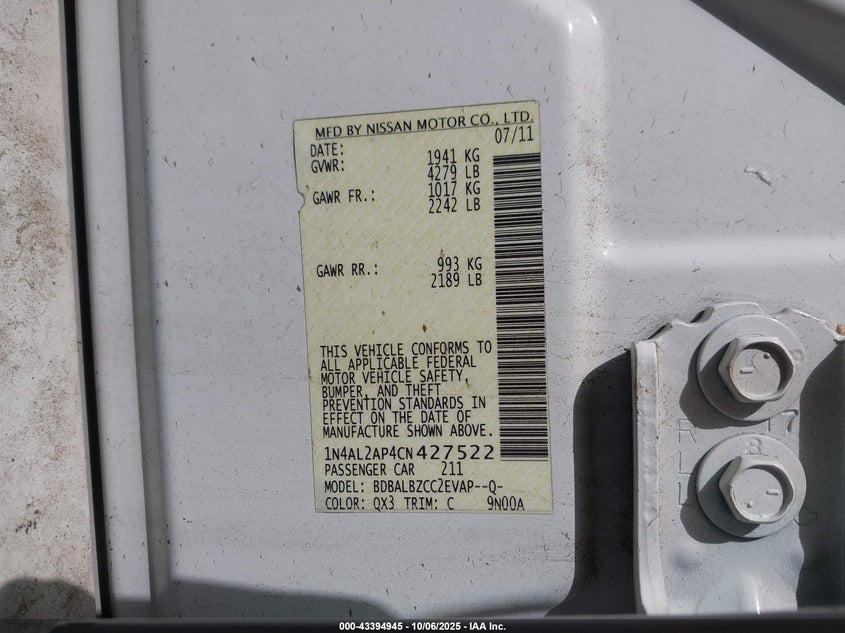 MFD BY NISSAN MOTOR CO., LTD.
DATE: 07/11
GVWR: 1941 KG
4279 LB
GAWR FR.: 1017 KG
2242 LB
GAWR RR.: 993 KG
2189 LB
THIS VEHICLE CONFORMS TO
ALL APPLICABLE FEDERAL
MOTOR VEHICLE SAFETY,
BUMPER, AND THEFT
PREVENTION STANDARDS IN
EFFECT ON THE DATE OF
MANUFACTURE SHOWN ABOVE.
1N4AL2AP4CN427522
PASSENGER CAR 211
MODEL: BDBALBZCC2EVAP--Q-
COLOR: QX3 TRIM: C 9N00A
000-43394945 - 10/06/2025 - IAA Inc.